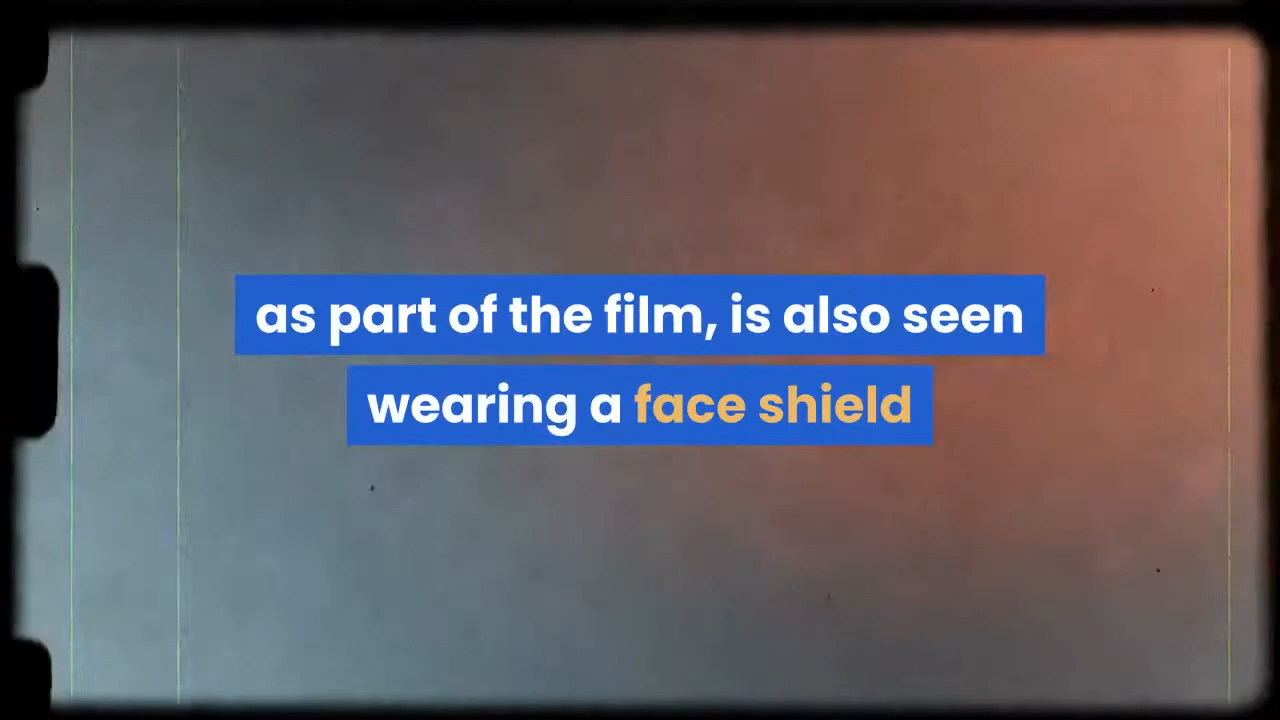 as part of the film, is also seen
wearing a face shield